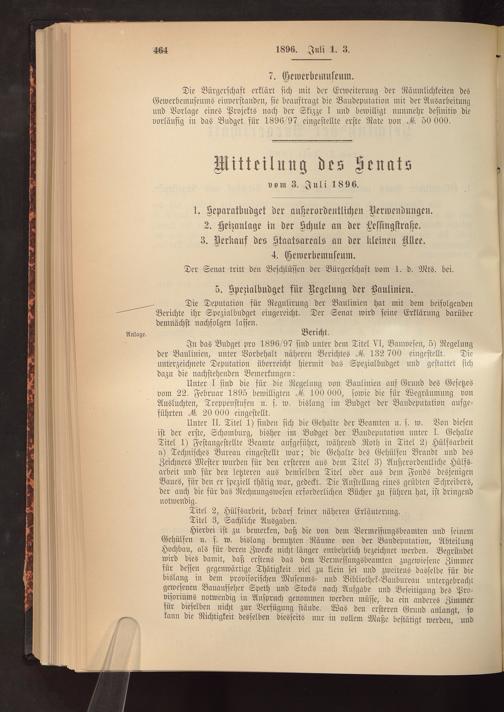 464
1896. Juli 1. 3.
7. Gewerbemuseum.
Die Bürgerschaft erklärt sich mit der Erweiterung der Räumlichkeiten des
Gewerbemuseums einverstanden, sie beauftragt die Baudeputation mit der Ausarbeitung
und Vorlage eines Projekts nach der Skizze I und bewilligt nunmehr definitiv die
vorläufig in das Budget für 1896/97 eingestellte erste Rate von ℳ 50 000.
Mitteilung des Senats
vom 3. Juli 1896.
1. Separatbudget der außerordentlichen Verwendungen.
2. Heizanlage in der Schule an der Lessingstraße.
3. Verkauf des Staatsareals an der kleinen Allee.
4. Gewerbemuseum.
Der Senat tritt den Beschlüssen der Bürgerschaft vom 1. d. Mts. bei.
5. Spezialbudget für Regelung der Baulinien.
Die Deputation für Regulirung der Baulinien hat mit dem beifolgenden
Berichte ihr Spezialbudget eingereicht. Der Senat wird seine Erklärung darüber
demnächst nachfolgen lassen.
Anlage.
Bericht.
In das Budget pro 1896/97 sind unter dem Titel VI, Bauwesen, 5) Regelung
der Baulinien, unter Vorbehalt näheren Berichtes ℳ 132 700 eingestellt. Die
unterzeichnete Deputation überreicht hiermit das Spezialbudget und gestattet sich
dazu die nachstehenden Bemerkungen:
Unter I sind die für die Regelung von Baulinien auf Grund des Gesetzes
vom 22. Februar 1895 bewilligten ℳ 100 000, sowie die für Wegräumung von
Ausluchten, Treppenstufen u. s. w. bislang im Budget der Baudeputation aufge-
führten ℳ 20 000 eingestellt.
Unter II. Titel 1) finden sich die Gehalte der Beamten u. s. w. Von diesen
ist der erste, Schomburg, bisher im Budget der Baudeputation unter I. Gehalte
Titel 1) Festangestellte Beamte aufgeführt, während Roth in Titel 2) Hülfsarbeit
a) Technisches Bureau eingestellt war; die Gehalte des Gehülfen Brandt und des
Zeichners Mester wurden für den ersteren aus dem Titel 3) Außerordentliche Hülfs-
arbeit und für den letzteren aus demselben Titel oder aus dem Fonds desjenigen
Baues, für den er speziell thätig war, gedeckt. Die Anstellung eines geübten Schreibers,
der auch die für das Rechnungswesen erforderlichen Bücher zu führen hat, ist dringend
notwendig.
Titel 2, Hülfsarbeit, bedarf keiner näheren Erläuterung.
Titel 3, Sachliche Ausgaben.
Hierbei ist zu bemerken, daß die von dem Vermessungsbeamten und seinem
Gehülfen u. s. w. bislang benutzten Räume von der Baudeputation, Abteilung
Hochbau, als für deren Zwecke nicht länger entbehrlich bezeichnet werden. Begründet
wird dies damit, daß erstens das dem Vermessungsbeamten zugewiesene Zimmer
für dessen gegenwärtige Thätigkeit viel zu klein sei und zweitens dasselbe für die
bislang in dem provisorischen Museums- und Bibliothek-Baubureau untergebracht
gewesenen Bauaufseher Speth und Stocks nach Aufgabe und Beseitigung des Pro-
visoriums notwendig in Anspruch genommen werden müsse, da ein anderes Zimmer
für dieselben nicht zur Verfügung stände. Was den ersteren Grund anlangt, so
kann die Richtigkeit desselben diesseits nur in vollem Maße bestätigt werden, und